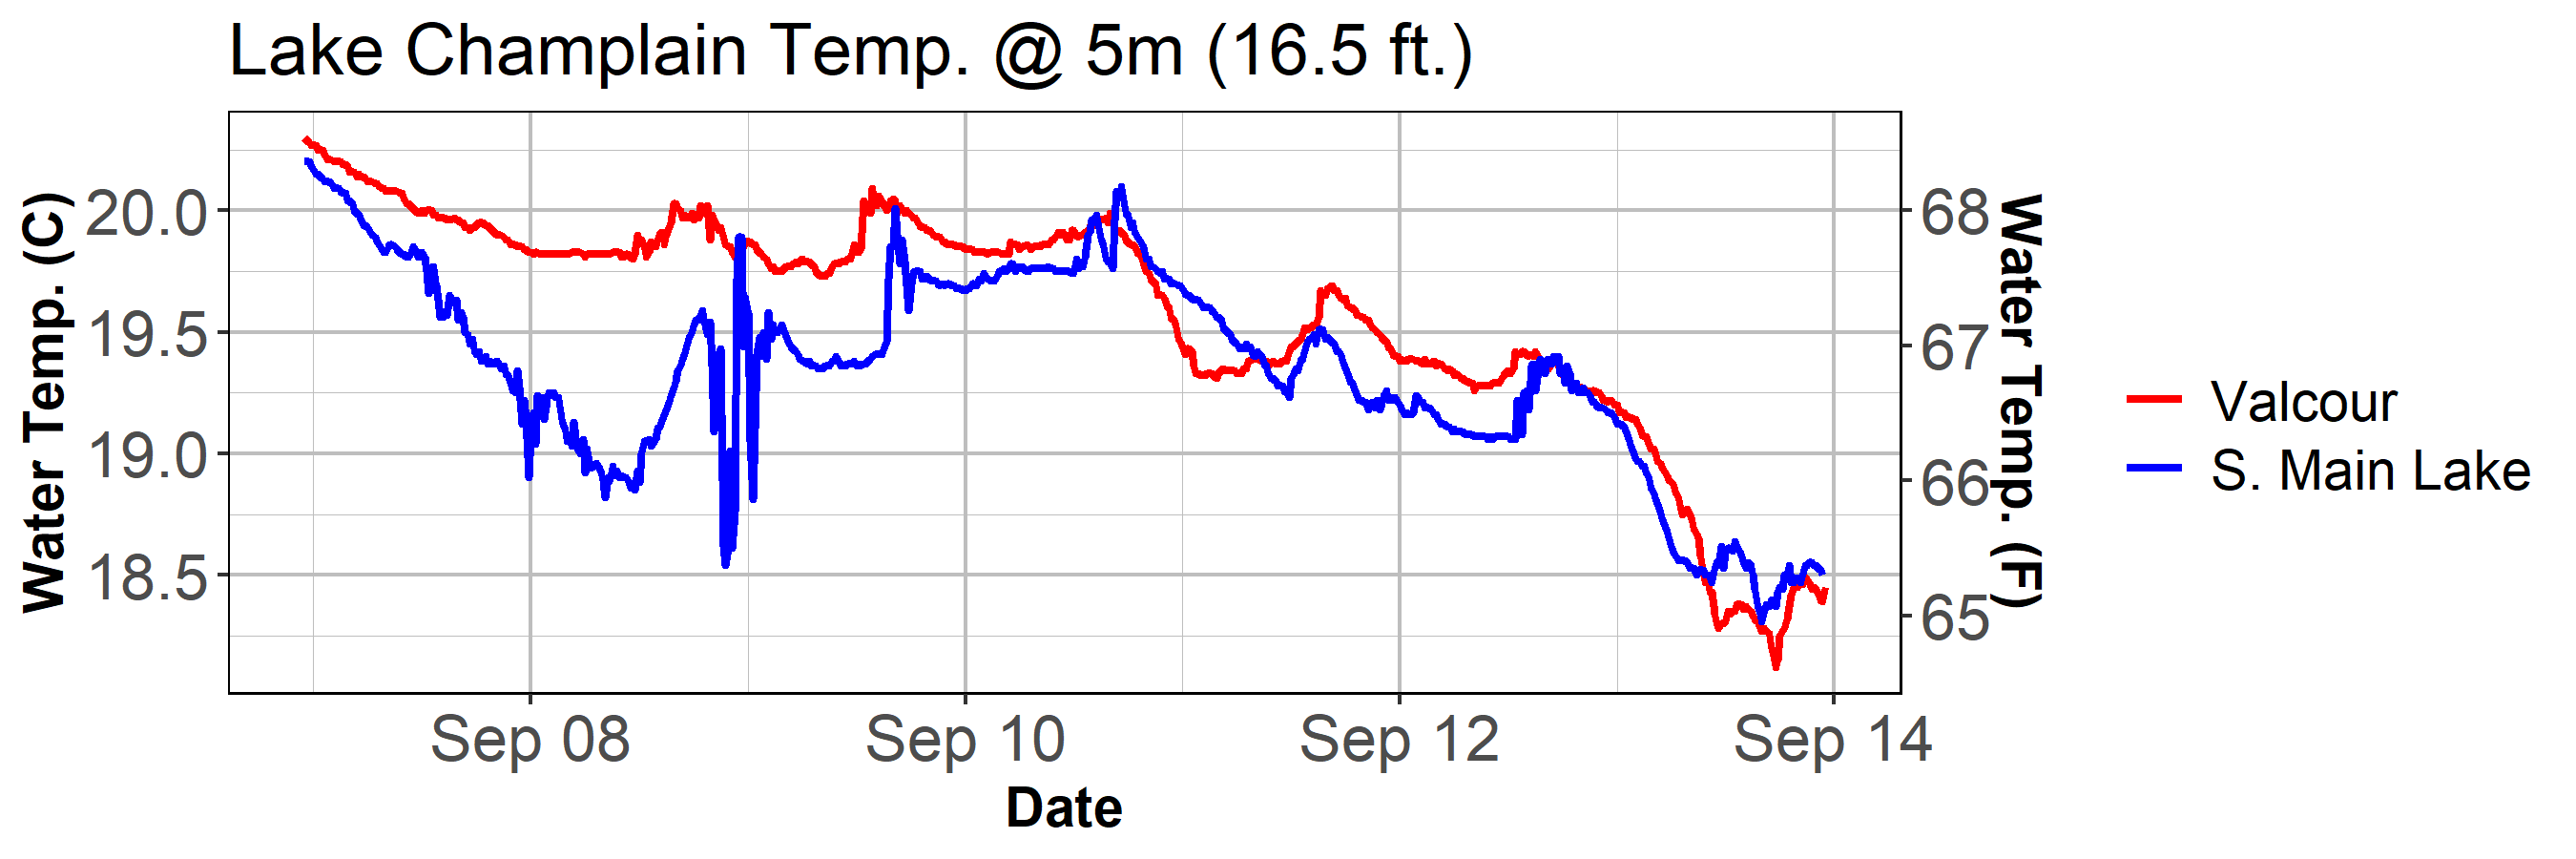 Lake Champlain Temp. @ 5m (16.5 ft.)
Water Temp. (C)
20.0
19.5
19.0
18.5
68
67
66
65
Water Temp. (F)
Sep 08
Sep 10
Sep 12
Sep 14
Date
Valcour
S. Main Lake